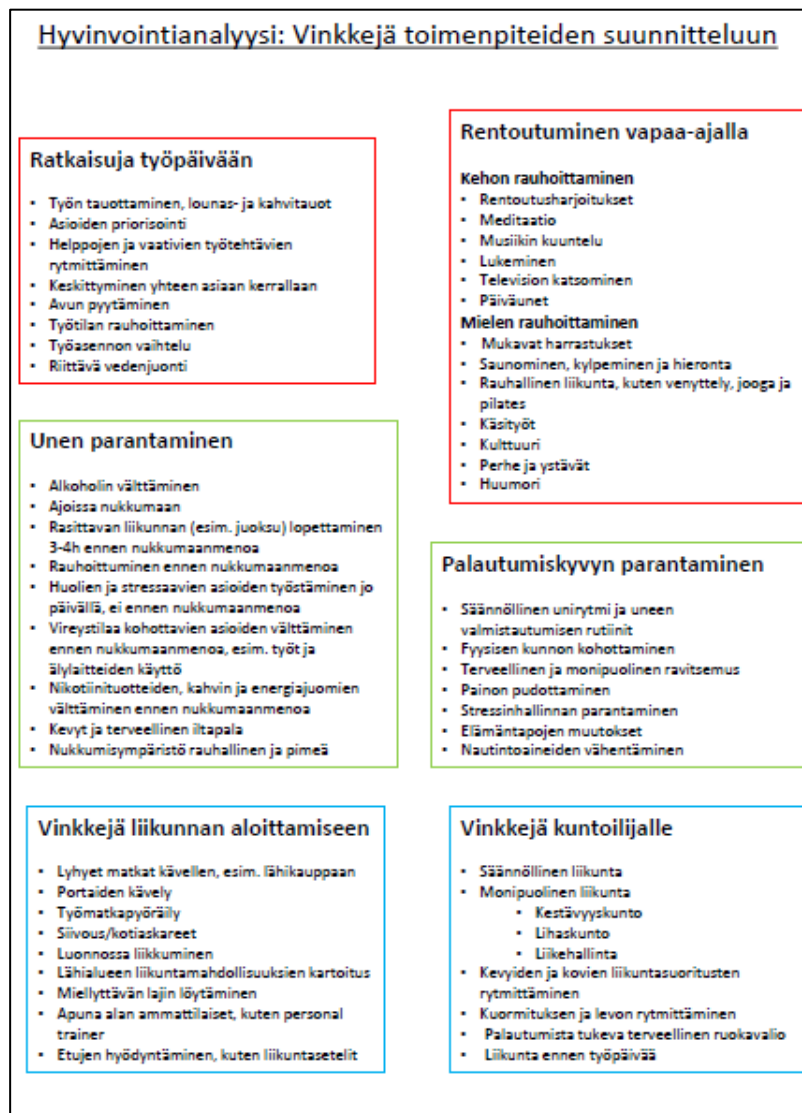 Hyvinvointianalyysi: Vinkkejä toimenpiteiden suunnitteluun
Ratkaisuja työpäivään
▪ Työn tauottaminen, lounas- ja kahvitauot
▪ Asioiden priorisointi
▪ Helppojen ja vaativien työtehtävien
rytmittäminen
▪ Keskittyminen yhteen asiaan kerrallaan
▪ Avun pyytäminen
▪ Työtilan rauhoittaminen
▪ Työasennon vaihtelu
▪ Riittävä vedenjuonti
Rentoutuminen vapaa-ajalla
Kehon rauhoittaminen
▪ Rentoutusharjoitukset
▪ Meditaatio
▪ Musiikin kuuntelu
▪ Lukeminen
▪ Television katsominen
▪ Päiväunet
Mielen rauhoittaminen
▪ Mukavat harrastukset
▪ Saunominen, kylpeminen ja hieronta
▪ Rauhallinen liikunta, kuten venyttely, jooga ja
pilates
▪ Käsityöt
▪ Kulttuuri
▪ Perhe ja ystävät
▪ Huumori
Unen parantaminen
▪ Alkoholin välttäminen
▪ Ajoissa nukkumaan
▪ Rasittavan liikunnan (esim. juoksu) lopettaminen
3-4h ennen nukkumaanmenoa
▪ Rauhoittuminen ennen nukkumaanmenoa
▪ Huolien ja stressaavien asioiden työstäminen jo
päivällä, ei ennen nukkumaanmenoa
▪ Vireystilaa kohottavien asioiden välttäminen
ennen nukkumaanmenoa, esim. työt ja
älylaitteiden käyttö
▪ Nikotiinituotteiden, kahvin ja energiajuomien
välttäminen ennen nukkumaanmenoa
▪ Kevyt ja terveellinen iltapala
▪ Nukkumisympäristö rauhallinen ja pimeä
Palautumiskyvyn parantaminen
▪ Säännöllinen unirytmi ja uneen
valmistautumisen rutiinit
▪ Fyysisen kunnon kohottaminen
▪ Terveellinen ja monipuolinen ravitsemus
▪ Painon pudottaminen
▪ Stressinhallinnan parantaminen
▪ Elämäntapojen muutokset
▪ Nautintoaineiden vähentäminen
Vinkkejä liikunnan aloittamiseen
▪ Lyhyet matkat kävellen, esim. lähikauppaan
▪ Portaiden kävely
▪ Työmatkapyöräily
▪ Siivous/kotiaskareet
▪ Luonnossa liikkuminen
▪ Lähialueen liikuntamahdollisuuksien kartoitus
▪ Miellyttävän lajin löytäminen
▪ Apuna alan ammattilaiset, kuten personal
trainer
▪ Etujen hyödyntäminen, kuten liikuntasetelit
Vinkkejä kuntoilijalle
▪ Säännöllinen liikunta
▪ Monipuolinen liikunta
▪ Kestävyyskunto
▪ Lihaskunto
▪ Liikehallinta
▪ Kevyiden ja kovien liikuntasuoritusten
rytmittäminen
▪ Kuormituksen ja levon rytmittäminen
▪ Palautumista tukeva terveellinen ruokavalio
▪ Liikunta ennen työpäivää